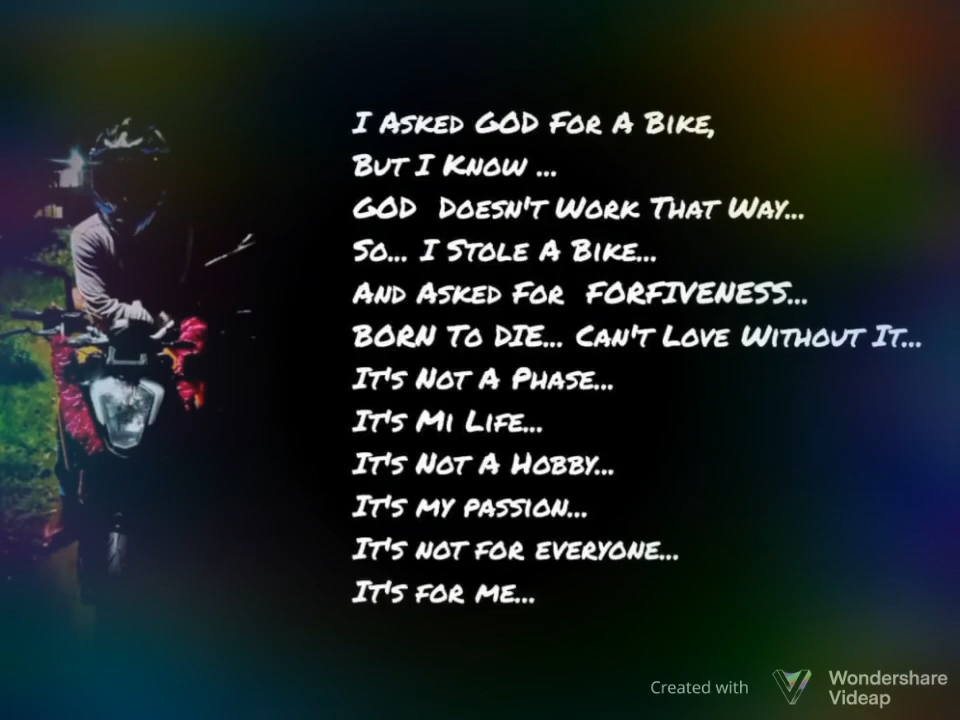 I Asked GOD For A Bike,
But I Know ...
GOD Doesn't Work That Way...
So... I Stole A Bike...
And Asked For FORFIVENESS...
BORN To DIE... Can't Love Without It...
It's Not A Phase...
It's Mi Life...
It's Not A Hobby...
It's my passion...
It's not for everyone...
It's for me...
Created with Wondershare
Videap